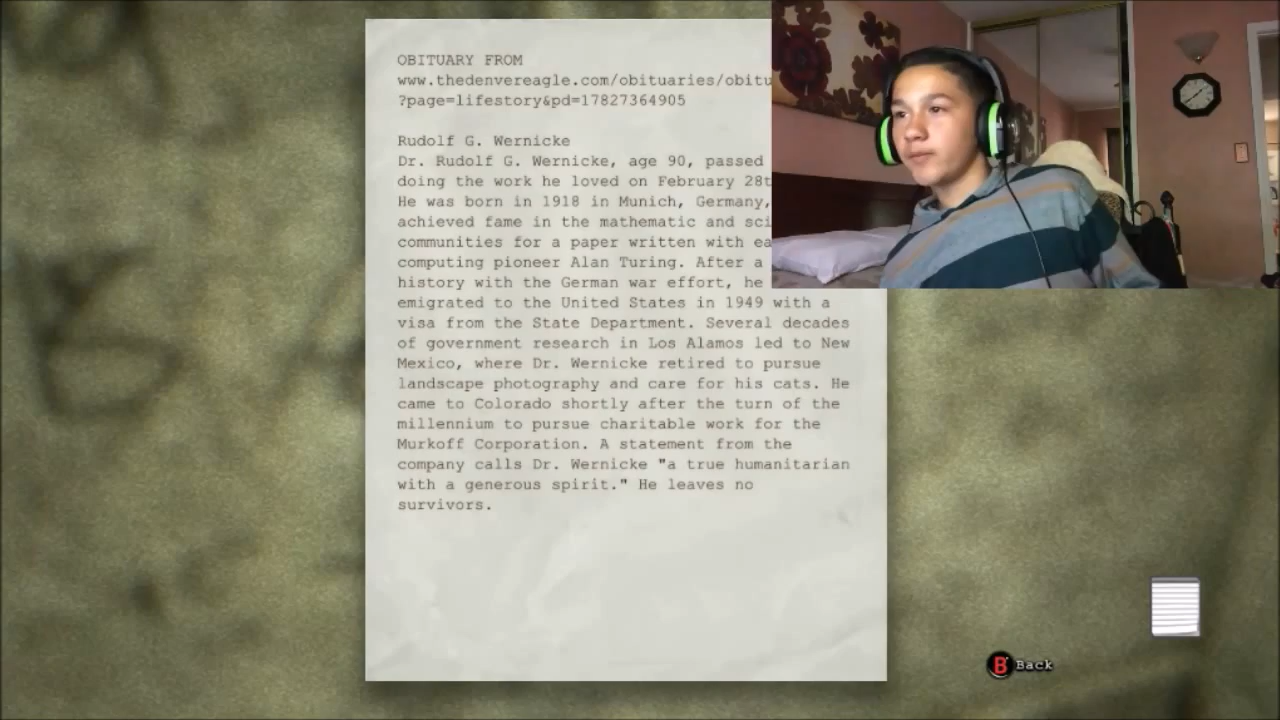 OBITUARY FROM
www.thedenvereagle.com/obituaries/obitu
?page=lifestory&pd=17827364905
Rudolf G. Wernicke
Dr. Rudolf G. Wernicke, age 90, passed
doing the work he loved on February 28t
He was born in 1918 in Munich, Germany,
achieved fame in the mathematic and sci
communities for a paper written with ea
computing pioneer Alan Turing. After a
history with the German war effort, he
emigrated to the United States in 1949 with a
visa from the State Department. Several decades
of government research in Los Alamos led to New
Mexico, where Dr. Wernicke retired to pursue
landscape photography and care for his cats. He
came to Colorado shortly after the turn of the
millennium to pursue charitable work for the
Murkoff Corporation. A statement from the
company calls Dr. Wernicke "a true humanitarian
with a generous spirit." He leaves no
survivors.
B Back